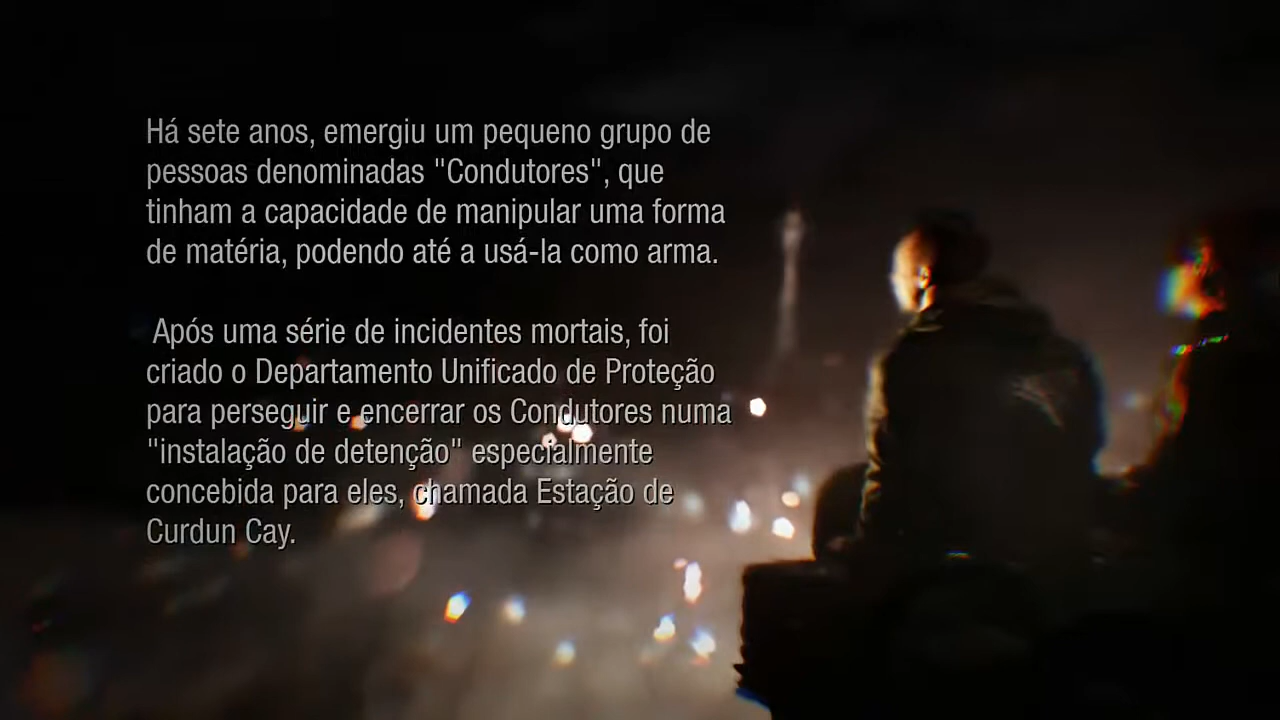 Há sete anos, emergiu um pequeno grupo de
pessoas denominadas "Condutores", que
tinham a capacidade de manipular uma forma
de matéria, podendo até a usá-la como arma.
Após uma série de incidentes mortais, foi
criado o Departamento Unificado de Proteção
para perseguir e encerrar os Condutores numa
"instalação de detenção" especialmente
concebida para eles, chamada Estação de
Curdun Cay.